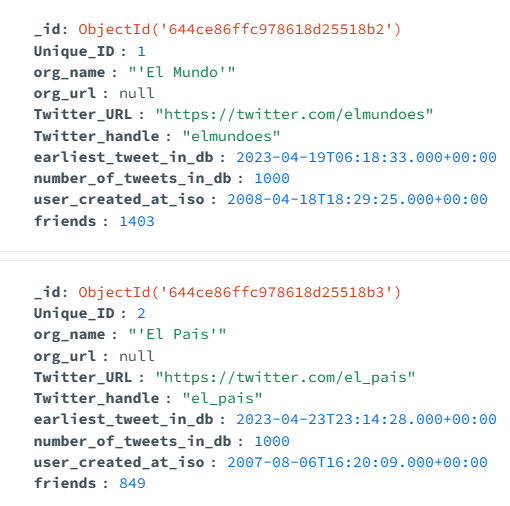 _id: ObjectId('644ce86ffc978618d25518b2')
Unique_ID : 1
org_name : "'El Mundo'"
org_url : null
Twitter_URL : "https://twitter.com/elmundoes"
Twitter_handle : "elmundoes"
earliest_tweet_in_db : 2023-04-19T06:18:33.000+00:00
number_of_tweets_in_db : 1000
user_created_at_iso : 2008-04-18T18:29:25.000+00:00
friends : 1403
_id: ObjectId('644ce86ffc978618d25518b3')
Unique_ID : 2
org_name : "'El Pais'"
org_url : null
Twitter_URL : "https://twitter.com/el_pais"
Twitter_handle : "el_pais"
earliest_tweet_in_db : 2023-04-23T23:14:28.000+00:00
number_of_tweets_in_db : 1000
user_created_at_iso : 2007-08-06T16:20:09.000+00:00
friends : 849